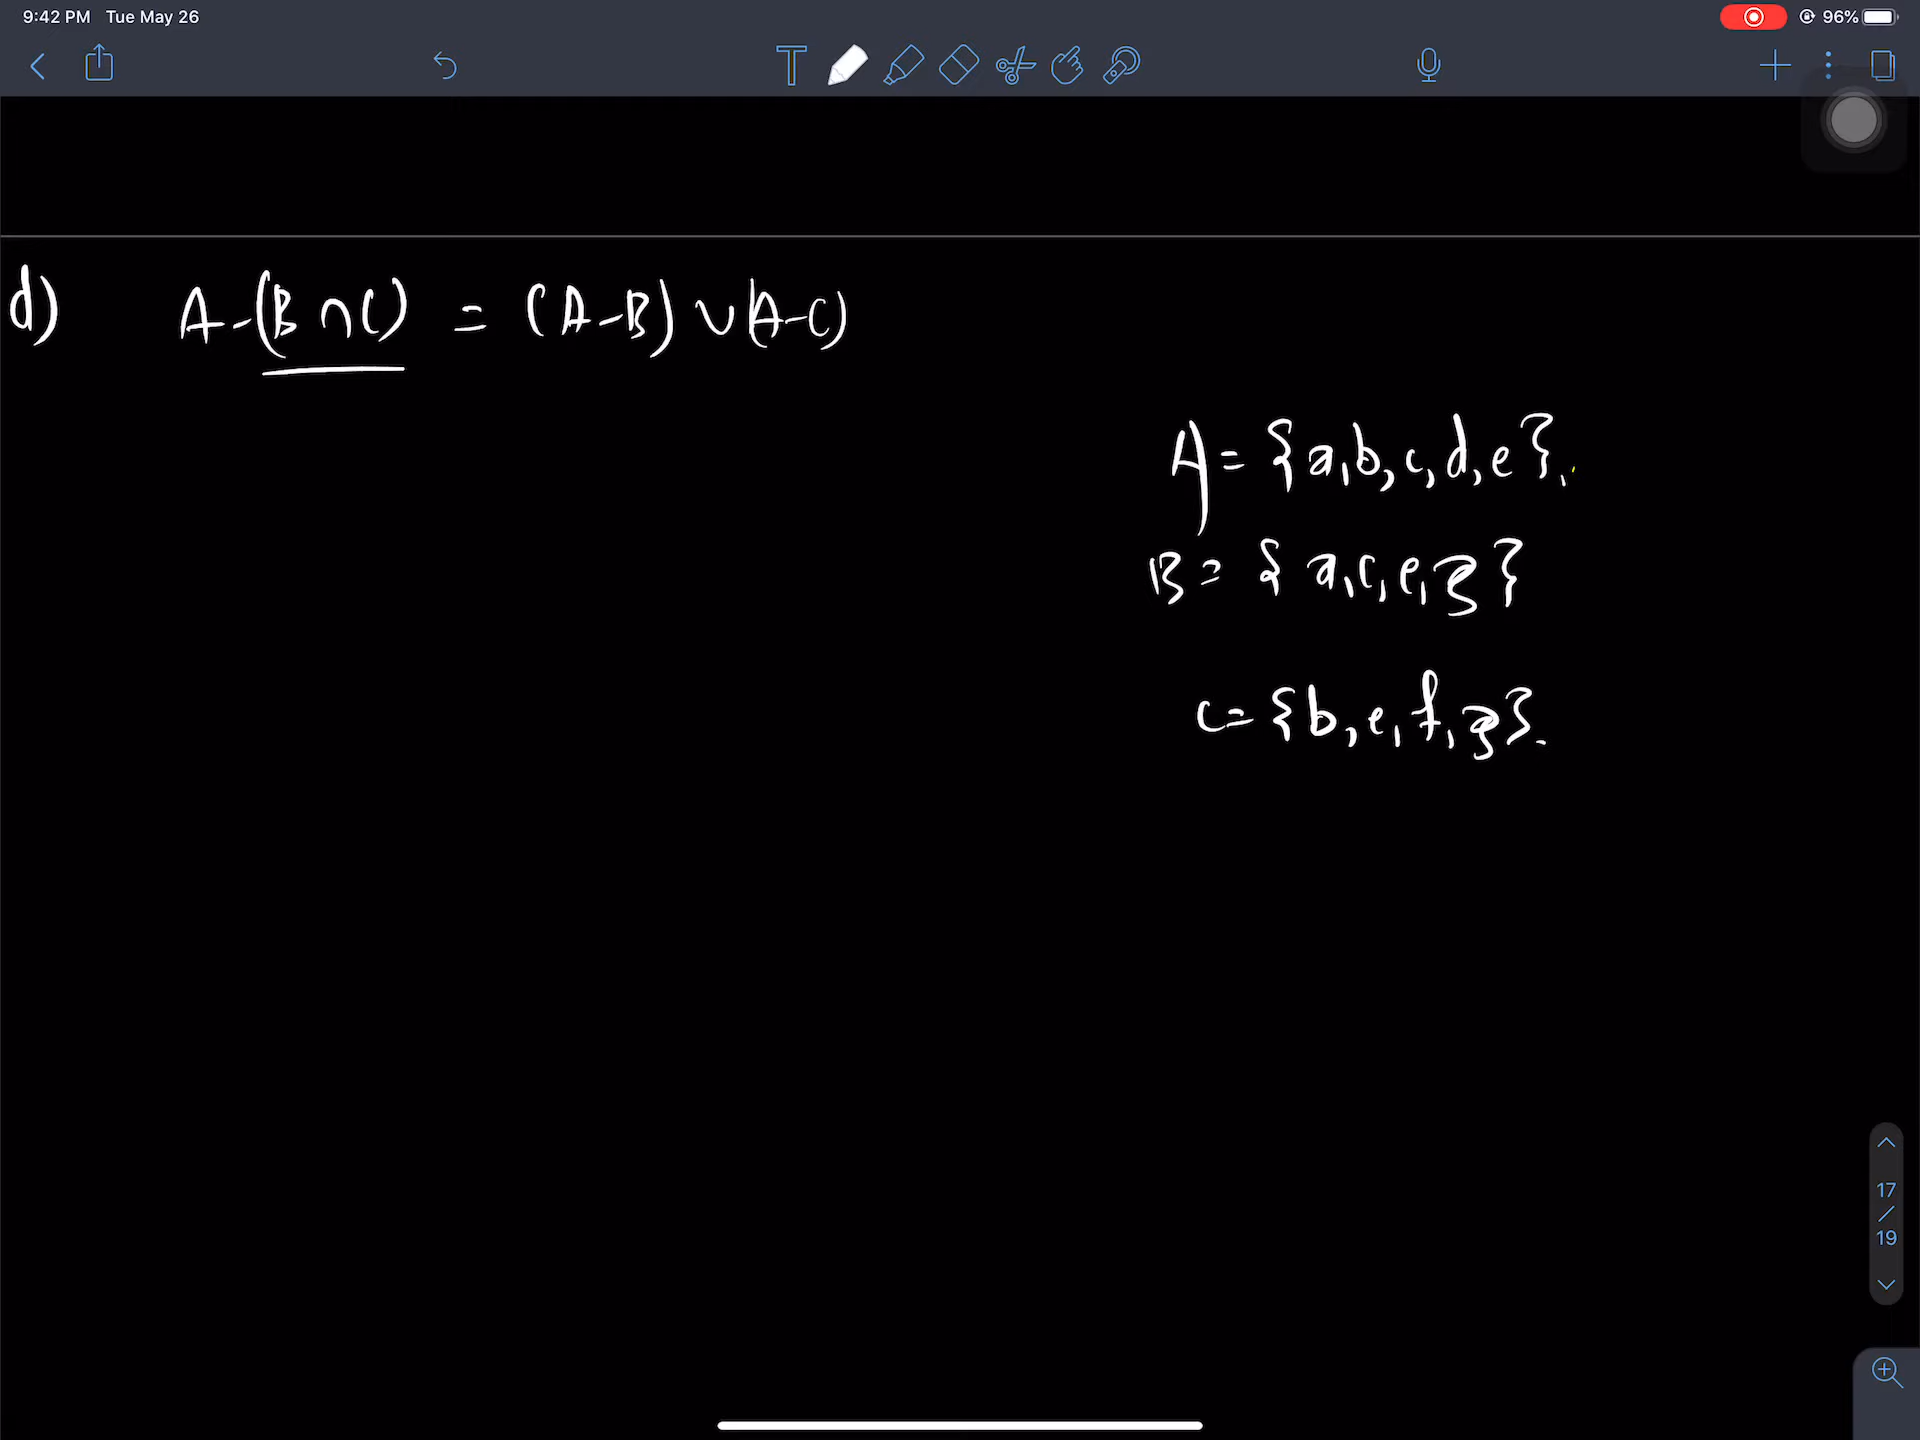 9:42 PM Tue May 26
96%
T
d) A-(B∩C) = (A-B)∪(A-C)
A= {a,b,c,d,e}.
B= {a,c,e,g}
C= {b,e,f,g}.
17
/
19